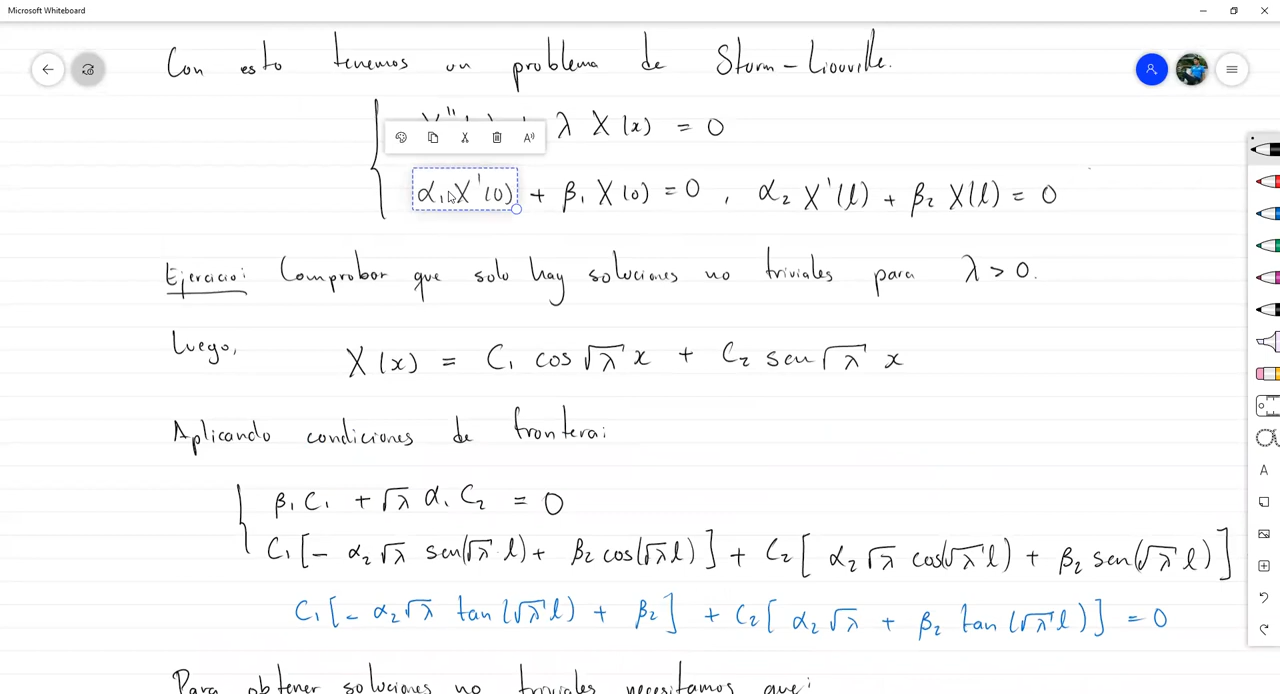 Microsoft Whiteboard
Con esto tenemos un problema de Sturm-Liouville.
λ X(x) = 0
α₁X'(0) + β₁ X(0) = 0 , α₂ X'(l) + β₂ X(l) = 0
Ejercicio: Comprobar que solo hay soluciones no triviales para λ > 0.
Luego,
X(x) = C₁ cos √λ x + C₂ sen √λ x
Aplicando condiciones de frontera:
β₁C₁ + √λ α₁ C₂ = 0
C₁[- α₂√λ sen(√λ l) + β₂ cos(√λ l)] + C₂[ α₂√λ cos(√λ l) + β₂ sen(√λ l)]
C₁[- α₂√λ tan(√λ l) + β₂] + C₂[ α₂√λ + β₂ tan(√λ l)] = 0
Para obtener soluciones no triviales necesitamos que: